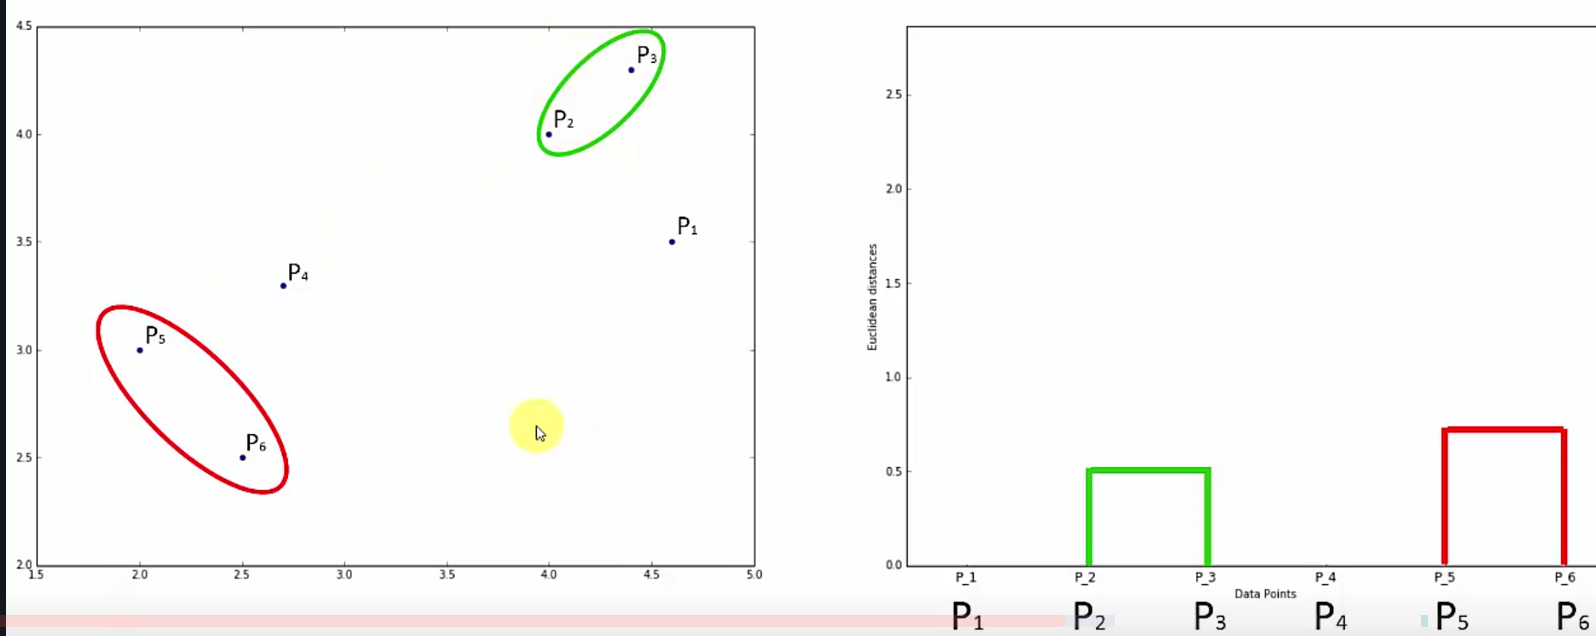 4.5
P₃
P₂
4.0
P₁
3.5
P₄
P₅
3.0
P₆
2.5
2.0
1.5 2.0 2.5 3.0 3.5 4.0 4.5 5.0
2.5
2.0
1.5
Euclidean distances
1.0
0.5
0.0
P_1 P_2 P_3 P_4 P_5 P_6
Data Points
P₁ P₂ P₃ P₄ P₅ P₆